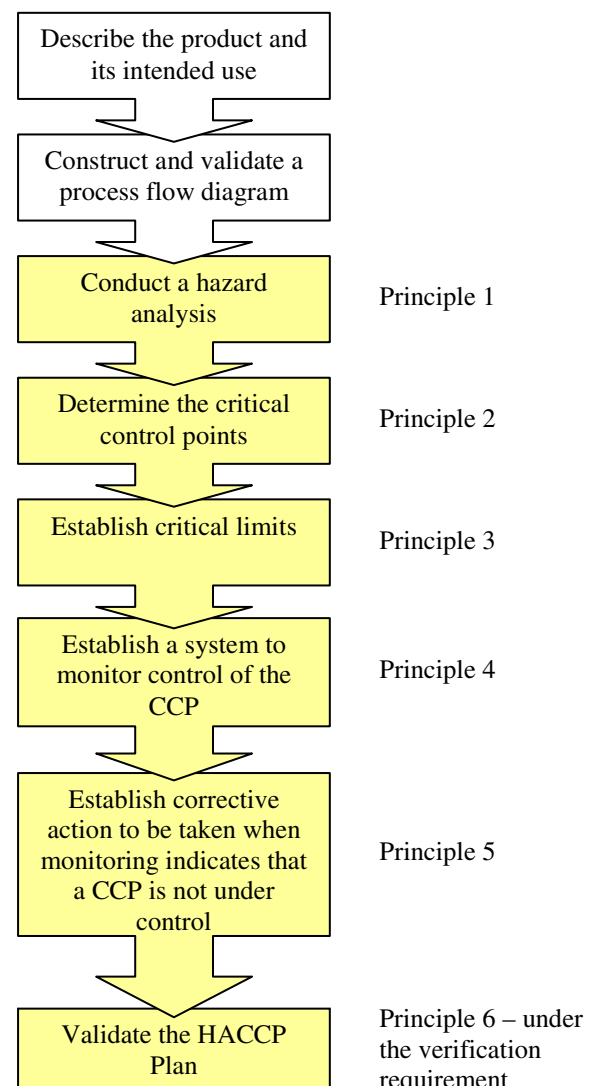 Describe the product and
its intended use
Construct and validate a
process flow diagram
Conduct a hazard
analysis
Principle 1
Determine the critical
control points
Principle 2
Establish critical limits
Principle 3
Establish a system to
monitor control of the
CCP
Principle 4
Establish corrective
action to be taken when
monitoring indicates that
a CCP is not under
control
Principle 5
Validate the HACCP
Plan
Principle 6 – under
the verification
requirement